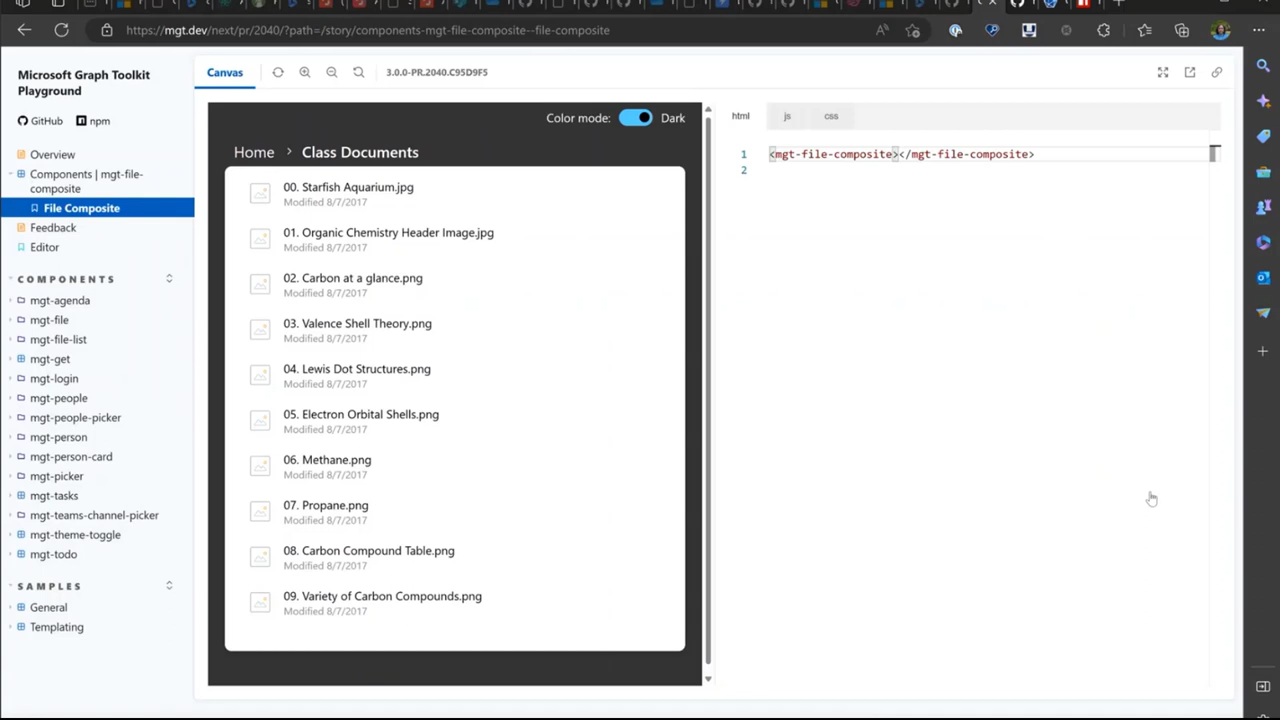 https://mgt.dev/next/pr/2040/?path=/story/components-mgt-file-composite--file-composite
Microsoft Graph Toolkit
Playground
GitHub npm
Overview
Components | mgt-file-
composite
File Composite
Feedback
Editor
COMPONENTS
mgt-agenda
mgt-file
mgt-file-list
mgt-get
mgt-login
mgt-people
mgt-people-picker
mgt-person
mgt-person-card
mgt-picker
mgt-tasks
mgt-teams-channel-picker
mgt-theme-toggle
mgt-todo
SAMPLES
General
Templating
Canvas
3.0.0-PR.2040.C95D9F5
Color mode: Dark
Home > Class Documents
00. Starfish Aquarium.jpg
Modified 8/7/2017
01. Organic Chemistry Header Image.jpg
Modified 8/7/2017
02. Carbon at a glance.png
Modified 8/7/2017
03. Valence Shell Theory.png
Modified 8/7/2017
04. Lewis Dot Structures.png
Modified 8/7/2017
05. Electron Orbital Shells.png
Modified 8/7/2017
06. Methane.png
Modified 8/7/2017
07. Propane.png
Modified 8/7/2017
08. Carbon Compound Table.png
Modified 8/7/2017
09. Variety of Carbon Compounds.png
Modified 8/7/2017
html js css
1 <mgt-file-composite></mgt-file-composite>
2